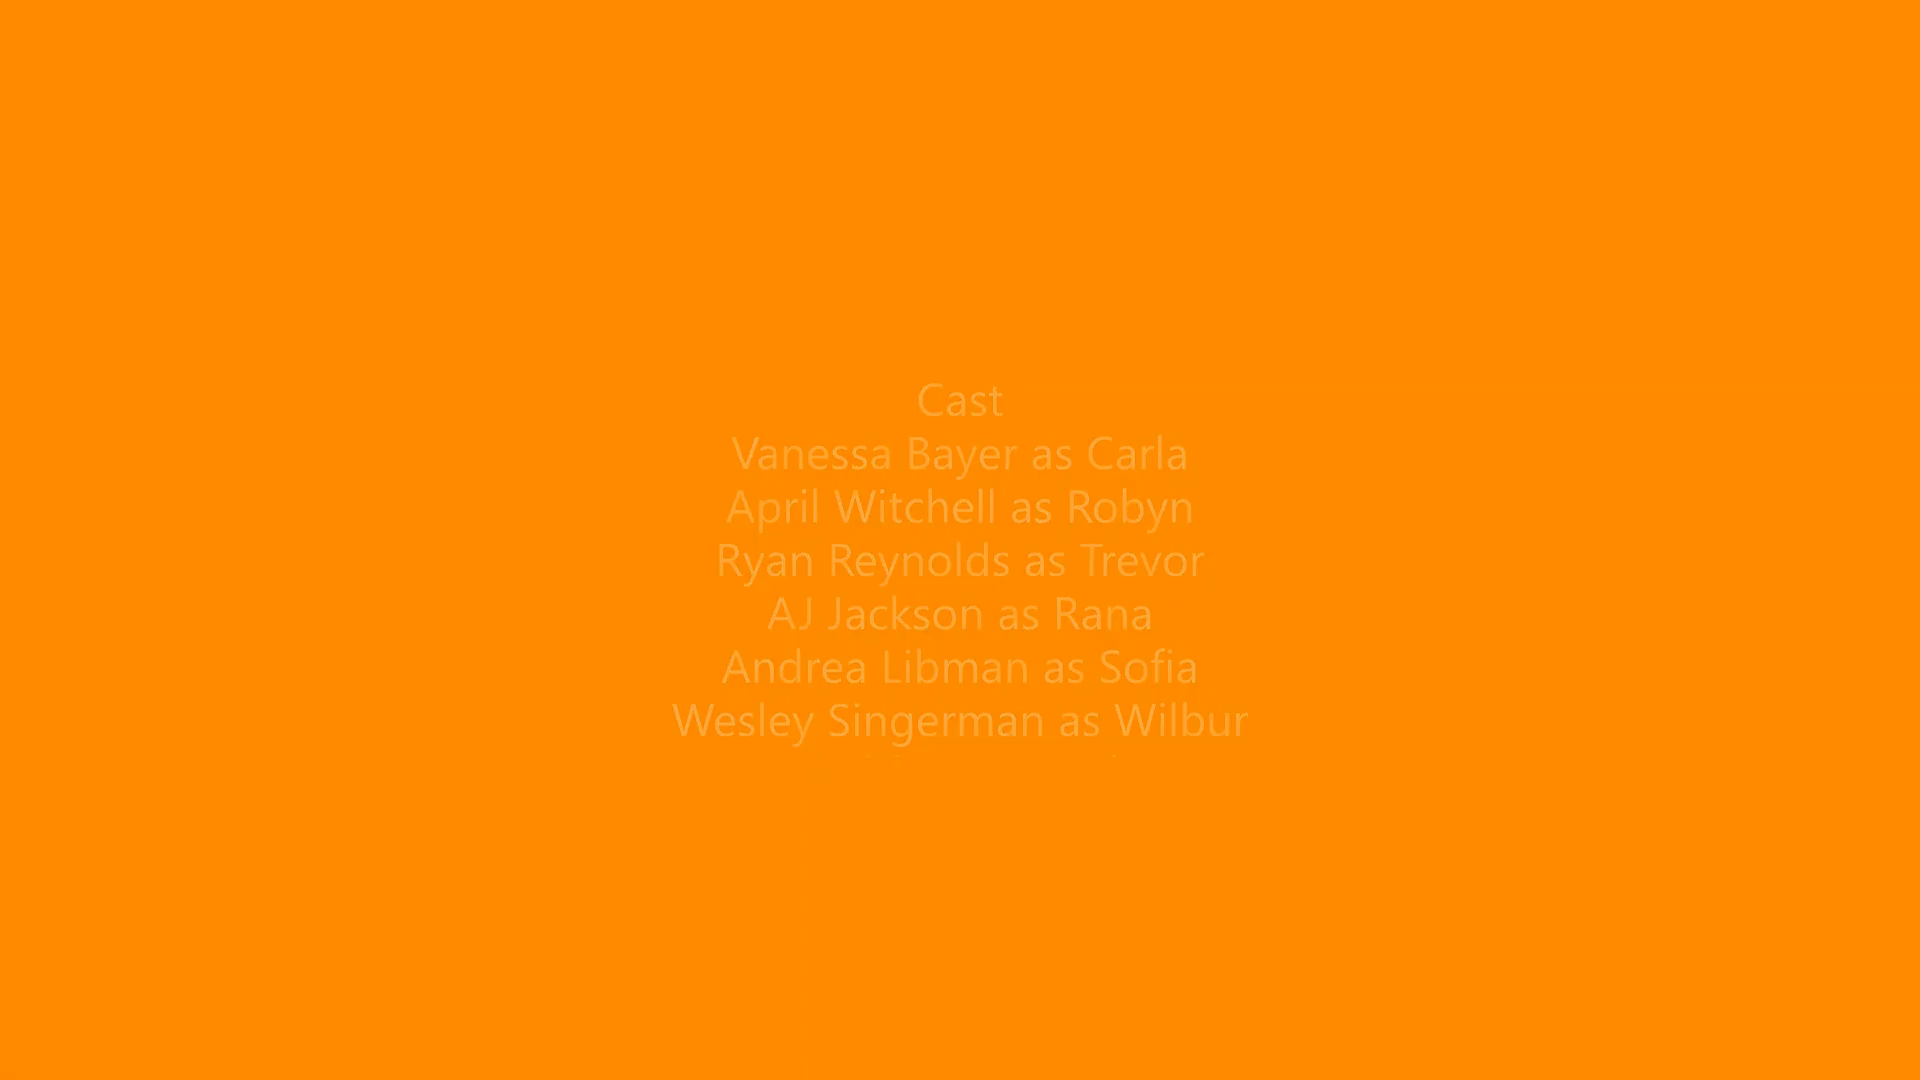 Cast
Vanessa Bayer as Carla
April Witchell as Robyn
Ryan Reynolds as Trevor
AJ Jackson as Rana
Andrea Libman as Sofia
Wesley Singerman as Wilbur